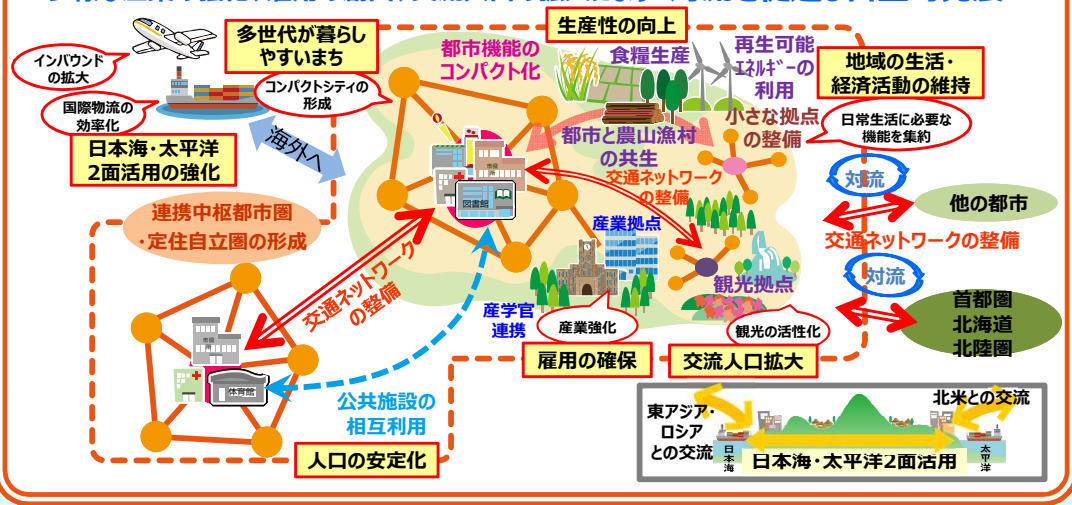 インバウンド
の拡大
国際物流の
効率化
日本海・太平洋
2面活用の強化
多世代が暮らし
やすいまち
コンパクトシティの
形成
海外へ
都市機能の
コンパクト化
生産性の向上
食糧生産
再生可能
エネルギーの
利用
地域の生活・
経済活動の維持
小さな拠点
の整備
日常生活に必要な
機能を集約
都市と農山漁村
の共生
交通ネットワーク
の整備
市役所
図書館
対流
他の都市
交通ネットワークの整備
対流
首都圏
北海道
北陸圏
連携中枢都市圏
・定住自立圏の形成
交通ネットワーク
の整備
産業拠点
産学官
連携
産業強化
雇用の確保
観光拠点
観光の活性化
交流人口拡大
市役所
体育館
公共施設の
相互利用
人口の安定化
東アジア・
ロシア
との交流
北米との交流
日本海
太平洋
日本海・太平洋2面活用